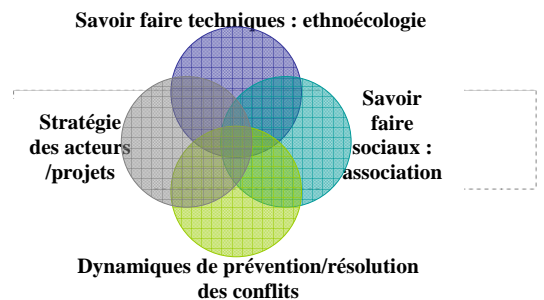 Savoir faire techniques : ethnoécologie
Stratégie
des acteurs
/projets
Savoir
faire
sociaux :
association
Dynamiques de prévention/résolution
des conflits